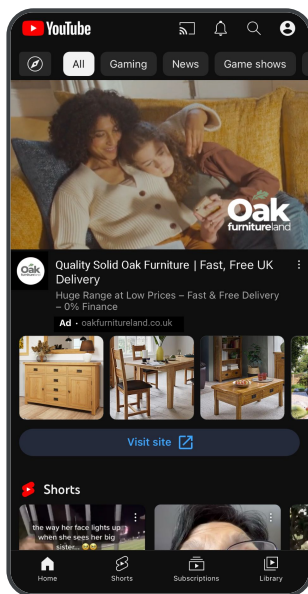 YouTube
All
Gaming
News
Game shows
Oak
furnitureland
Oak
Quality Solid Oak Furniture | Fast, Free UK
Delivery
Huge Range at Low Prices – Fast & Free Delivery
– 0% Finance
Ad · oakfurnitureland.co.uk
Visit site
Shorts
the way her face lights up
when she sees her big
sister...
Home
Shorts
Subscriptions
Library